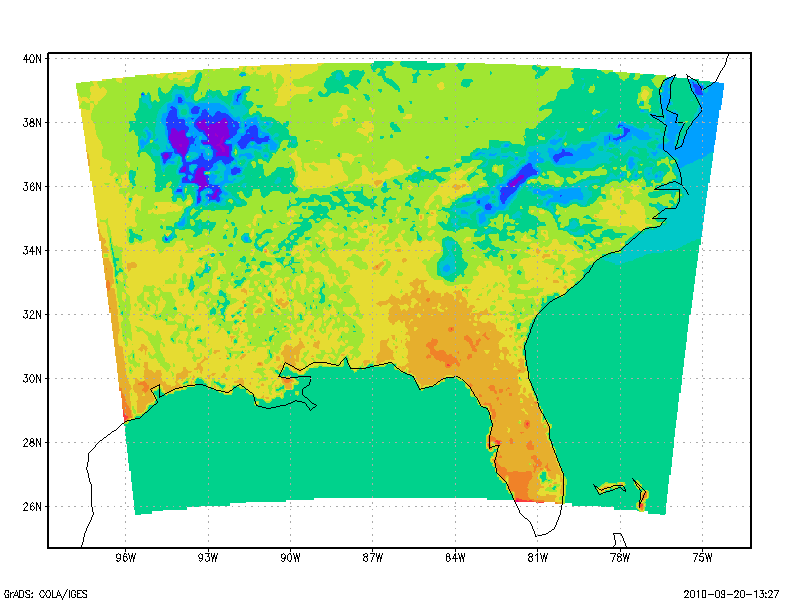 40N
38N
36N
34N
32N
30N
28N
26N
96W 93W 90W 87W 84W 81W 78W 75W
GrADS: COLA/IGES 2010-09-20-13:27